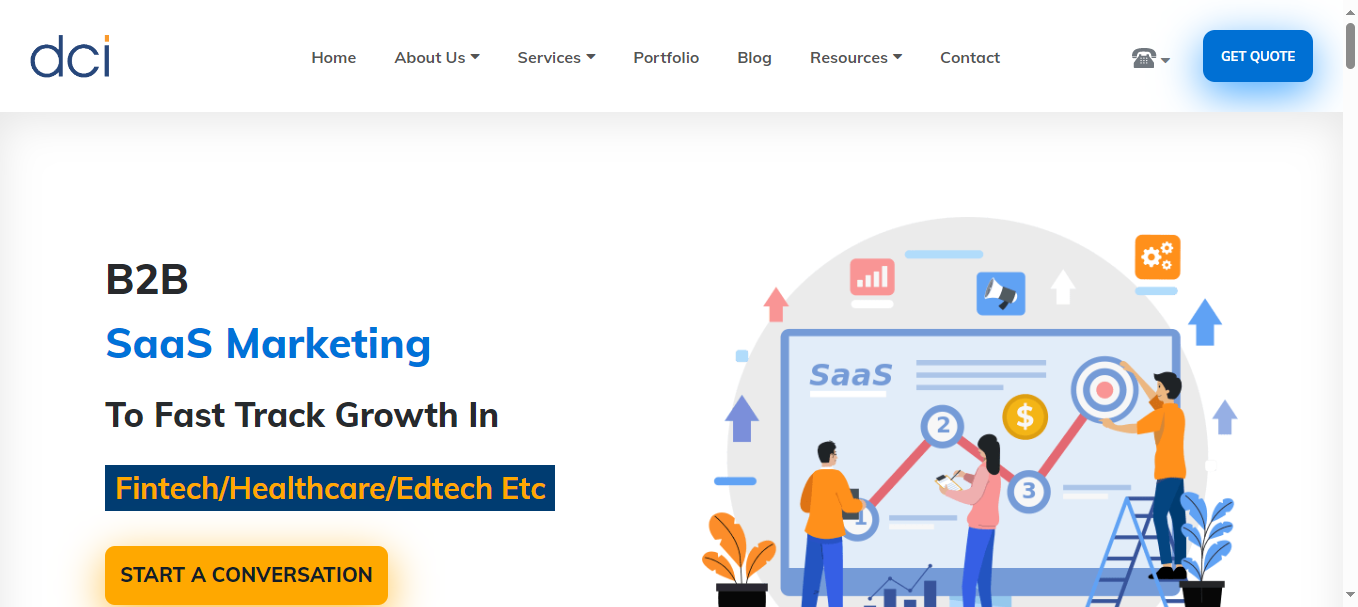 dci
Home
About Us
Services
Portfolio
Blog
Resources
Contact
GET QUOTE
B2B
SaaS Marketing
To Fast Track Growth In
Fintech/Healthcare/Edtech Etc
START A CONVERSATION
SaaS
$
2
3
1